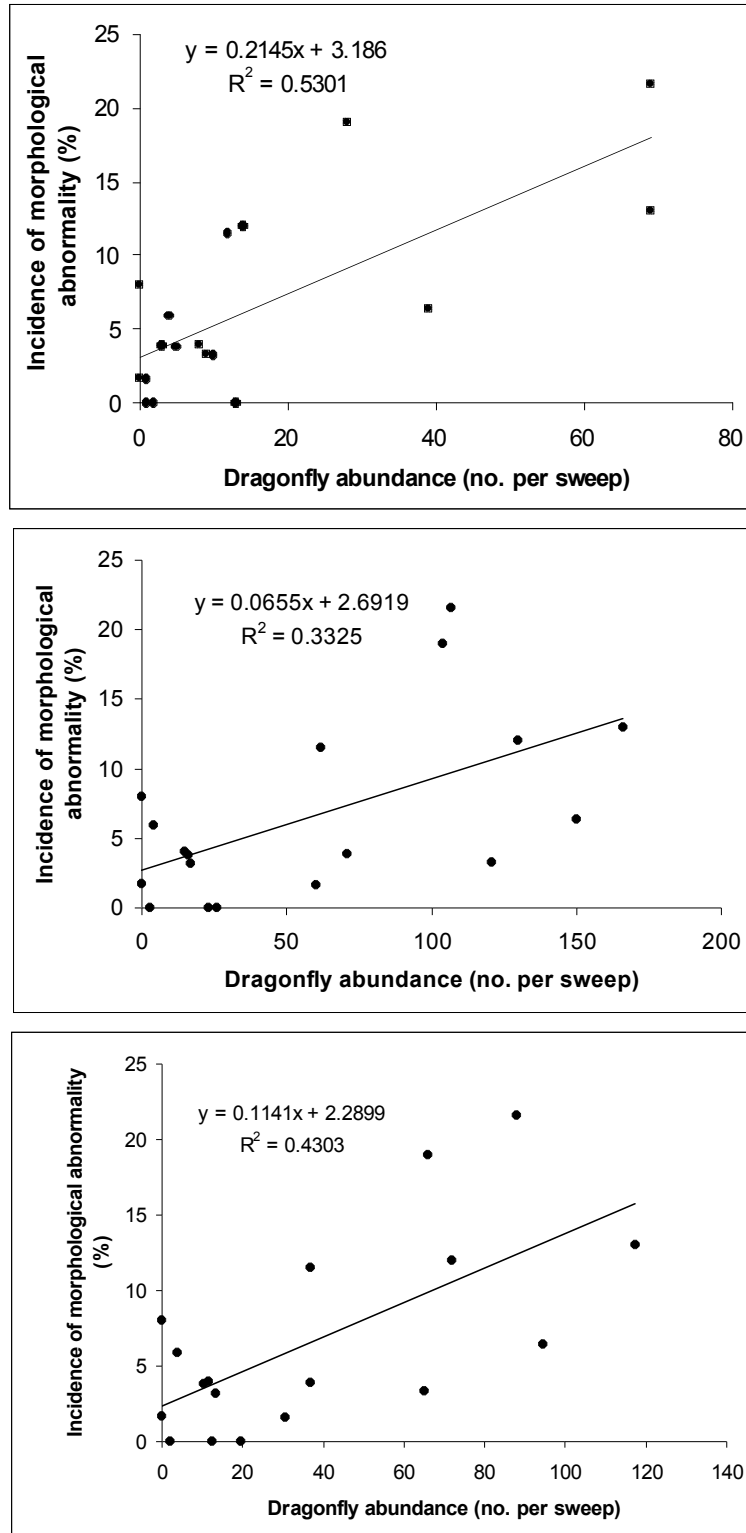 y = 0.2145x + 3.186
R² = 0.5301
Incidence of morphological
abnormality (%)
25
20
15
10
5
0
0 20 40 60 80
Dragonfly abundance (no. per sweep)
y = 0.0655x + 2.6919
R² = 0.3325
Incidence of morphological
abnormality (%)
25
20
15
10
5
0
0 50 100 150 200
Dragonfly abundance (no. per sweep)
y = 0.1141x + 2.2899
R² = 0.4303
Incidence of morphological abnormality
(%)
25
20
15
10
5
0
0 20 40 60 80 100 120 140
Dragonfly abundance (no. per sweep)